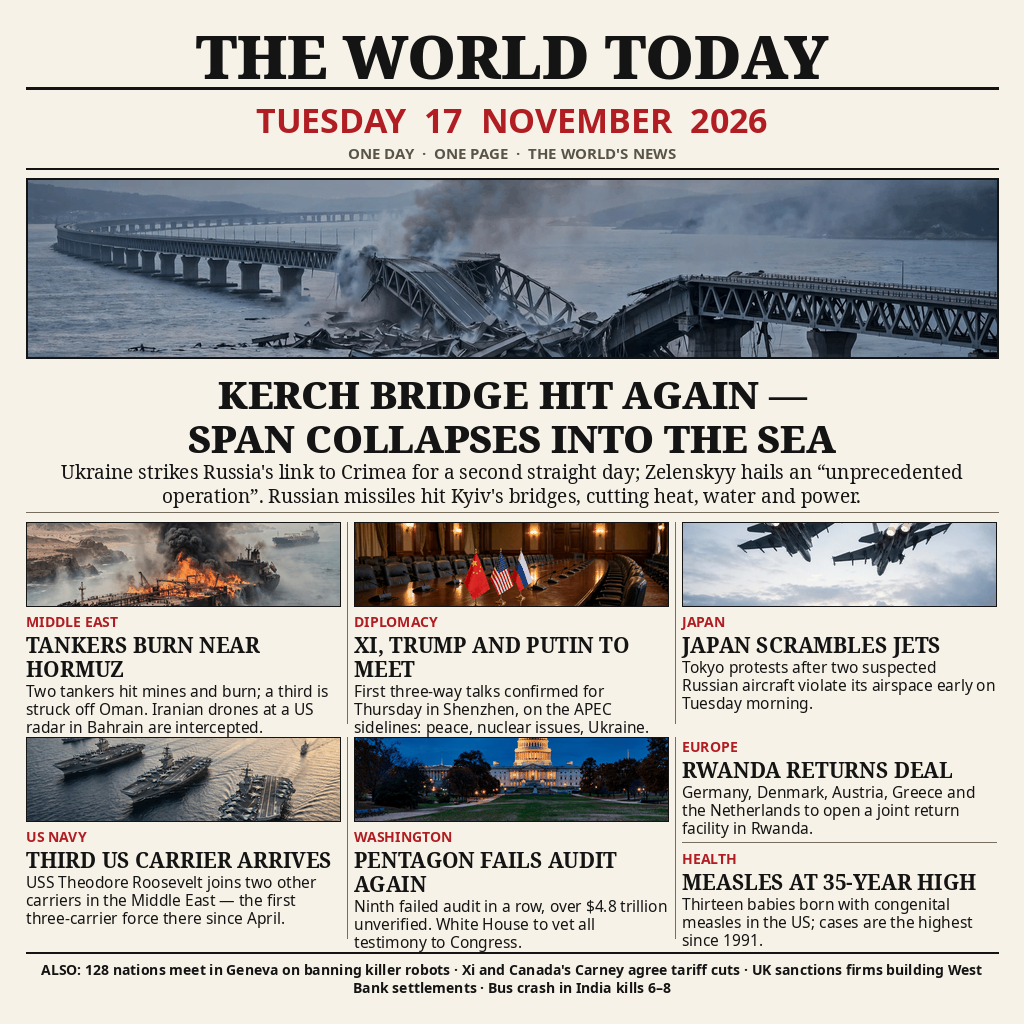 THE WORLD TODAY
TUESDAY 17 NOVEMBER 2026
ONE DAY · ONE PAGE · THE WORLD'S NEWS
KERCH BRIDGE HIT AGAIN —
SPAN COLLAPSES INTO THE SEA
Ukraine strikes Russia's link to Crimea for a second straight day; Zelenskyy hails an “unprecedented
operation”. Russian missiles hit Kyiv's bridges, cutting heat, water and power.
MIDDLE EAST
TANKERS BURN NEAR
HORMUZ
Two tankers hit mines and burn; a third is
struck off Oman. Iranian drones at a US
radar in Bahrain are intercepted.
DIPLOMACY
XI, TRUMP AND PUTIN TO
MEET
First three-way talks confirmed for
Thursday in Shenzhen, on the APEC
sidelines: peace, nuclear issues, Ukraine.
JAPAN
JAPAN SCRAMBLES JETS
Tokyo protests after two suspected
Russian aircraft violate its airspace early on
Tuesday morning.
US NAVY
THIRD US CARRIER ARRIVES
USS Theodore Roosevelt joins two other
carriers in the Middle East — the first
three-carrier force there since April.
WASHINGTON
PENTAGON FAILS AUDIT
AGAIN
Ninth failed audit in a row, over $4.8 trillion
unverified. White House to vet all
testimony to Congress.
EUROPE
RWANDA RETURNS DEAL
Germany, Denmark, Austria, Greece and
the Netherlands to open a joint return
facility in Rwanda.
HEALTH
MEASLES AT 35-YEAR HIGH
Thirteen babies born with congenital
measles in the US; cases are the highest
since 1991.
ALSO: 128 nations meet in Geneva on banning killer robots · Xi and Canada's Carney agree tariff cuts · UK sanctions firms building West
Bank settlements · Bus crash in India kills 6–8